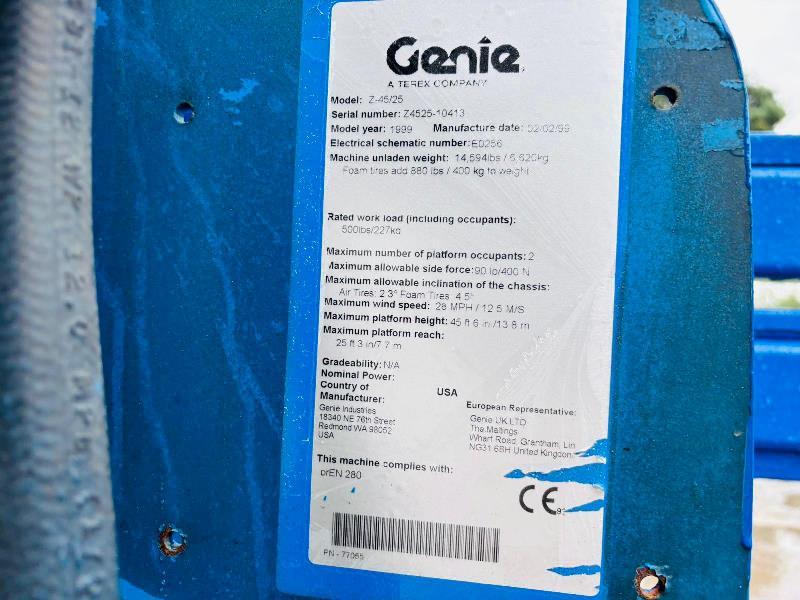 Genie
A TEREX COMPANY
Model: Z-45/25
Serial number: Z4525-10413
Model year: 1999 Manufacture date: 02/02/99
Electrical schematic number: E0256
Machine unladen weight: 14,594lbs / 6,620kg
Foam tires add 880 lbs / 400 kg to weight
Rated work load (including occupants):
500lbs/227kg
Maximum number of platform occupants: 2
Maximum allowable side force: 90 lb/400 N
Maximum allowable inclination of the chassis:
Air Tires: 2.3° Foam Tires: 4.5°
Maximum wind speed: 28 MPH / 12.5 M/S
Maximum platform height: 45 ft 6 in/13.8 m
Maximum platform reach:
25 ft 3 in/7.7 m
Gradeability: N/A
Nominal Power:
Country of Manufacturer: USA
Genie Industries
18340 NE 76th Street
Redmond WA 98052
USA
European Representative:
Genie UK LTD
The Maltings
Wharf Road, Grantham, Lin
NG31 6BH United Kingdom
This machine complies with:
prEN 280
CE
PN - 77055